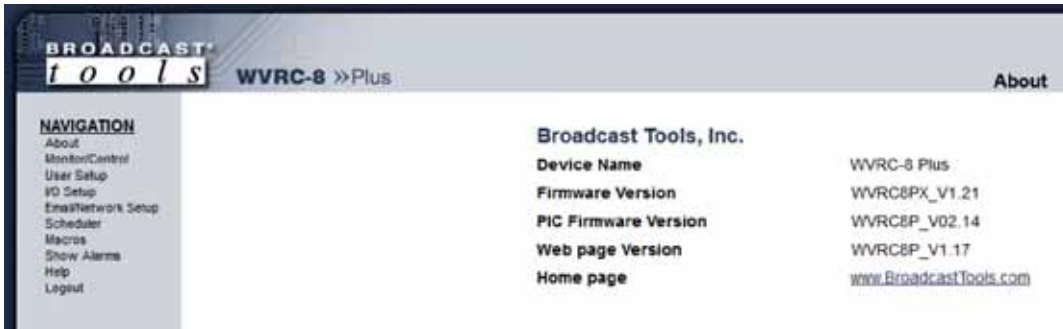 BROADCAST®
tools
WVRC-8 »Plus
About
NAVIGATION
About
Monitor/Control
User Setup
I/O Setup
Email/Network Setup
Scheduler
Macros
Show Alarms
Help
Logout
Broadcast Tools, Inc.
Device Name WVRC-8 Plus
Firmware Version WVRC8PX_V1.21
PIC Firmware Version WVRC8P_V02.14
Web page Version WVRC8P_V1.17
Home page www.BroadcastTools.com